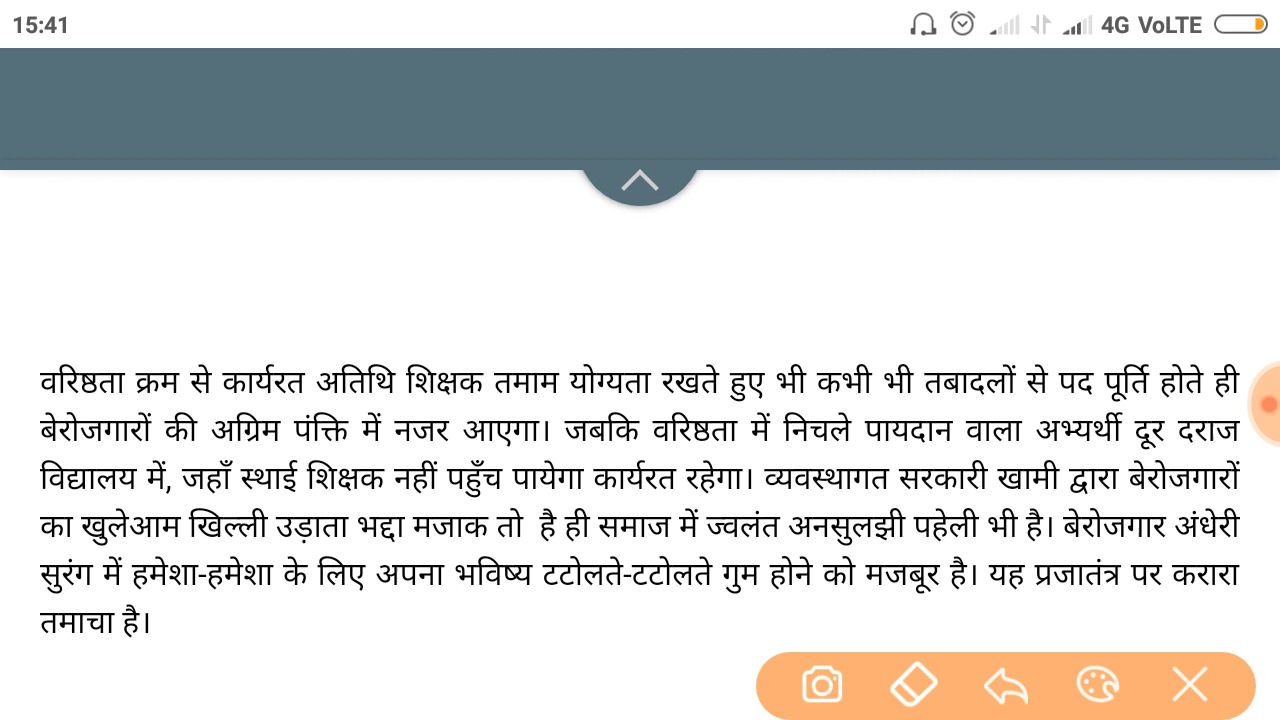 15:41 4G VoLTE
वरिष्ठता क्रम से कार्यरत अतिथि शिक्षक तमाम योग्यता रखते हुए भी कभी भी तबादलों से पद पूर्ति होते ही
बेरोजगारों की अग्रिम पंक्ति में नजर आएगा। जबकि वरिष्ठता में निचले पायदान वाला अभ्यर्थी दूर दराज
विद्यालय में, जहाँ स्थाई शिक्षक नहीं पहुँच पायेगा कार्यरत रहेगा। व्यवस्थागत सरकारी खामी द्वारा बेरोजगारों
का खुलेआम खिल्ली उड़ाता भद्दा मजाक तो  है ही समाज में ज्वलंत अनसुलझी पहेली भी है। बेरोजगार अंधेरी
सुरंग में हमेशा-हमेशा के लिए अपना भविष्य टटोलते-टटोलते गुम होने को मजबूर है। यह प्रजातंत्र पर करारा
तमाचा है।